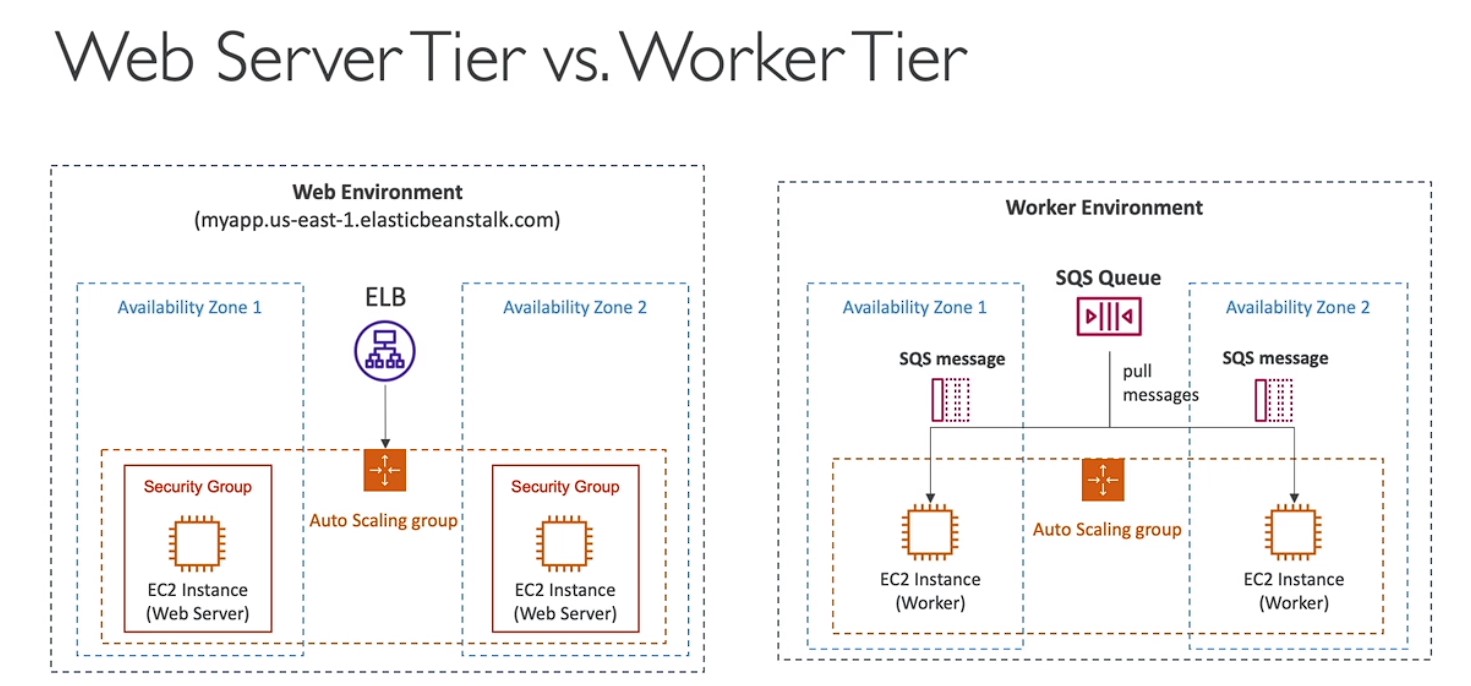 Web Server Tier vs. Worker Tier
Web Environment
(myapp.us-east-1.elasticbeanstalk.com)
Availability Zone 1
ELB
Availability Zone 2
Security Group
Auto Scaling group
Security Group
EC2 Instance
(Web Server)
EC2 Instance
(Web Server)
Worker Environment
SQS Queue
Availability Zone 1
Availability Zone 2
SQS message
pull
messages
SQS message
Auto Scaling group
EC2 Instance
(Worker)
EC2 Instance
(Worker)